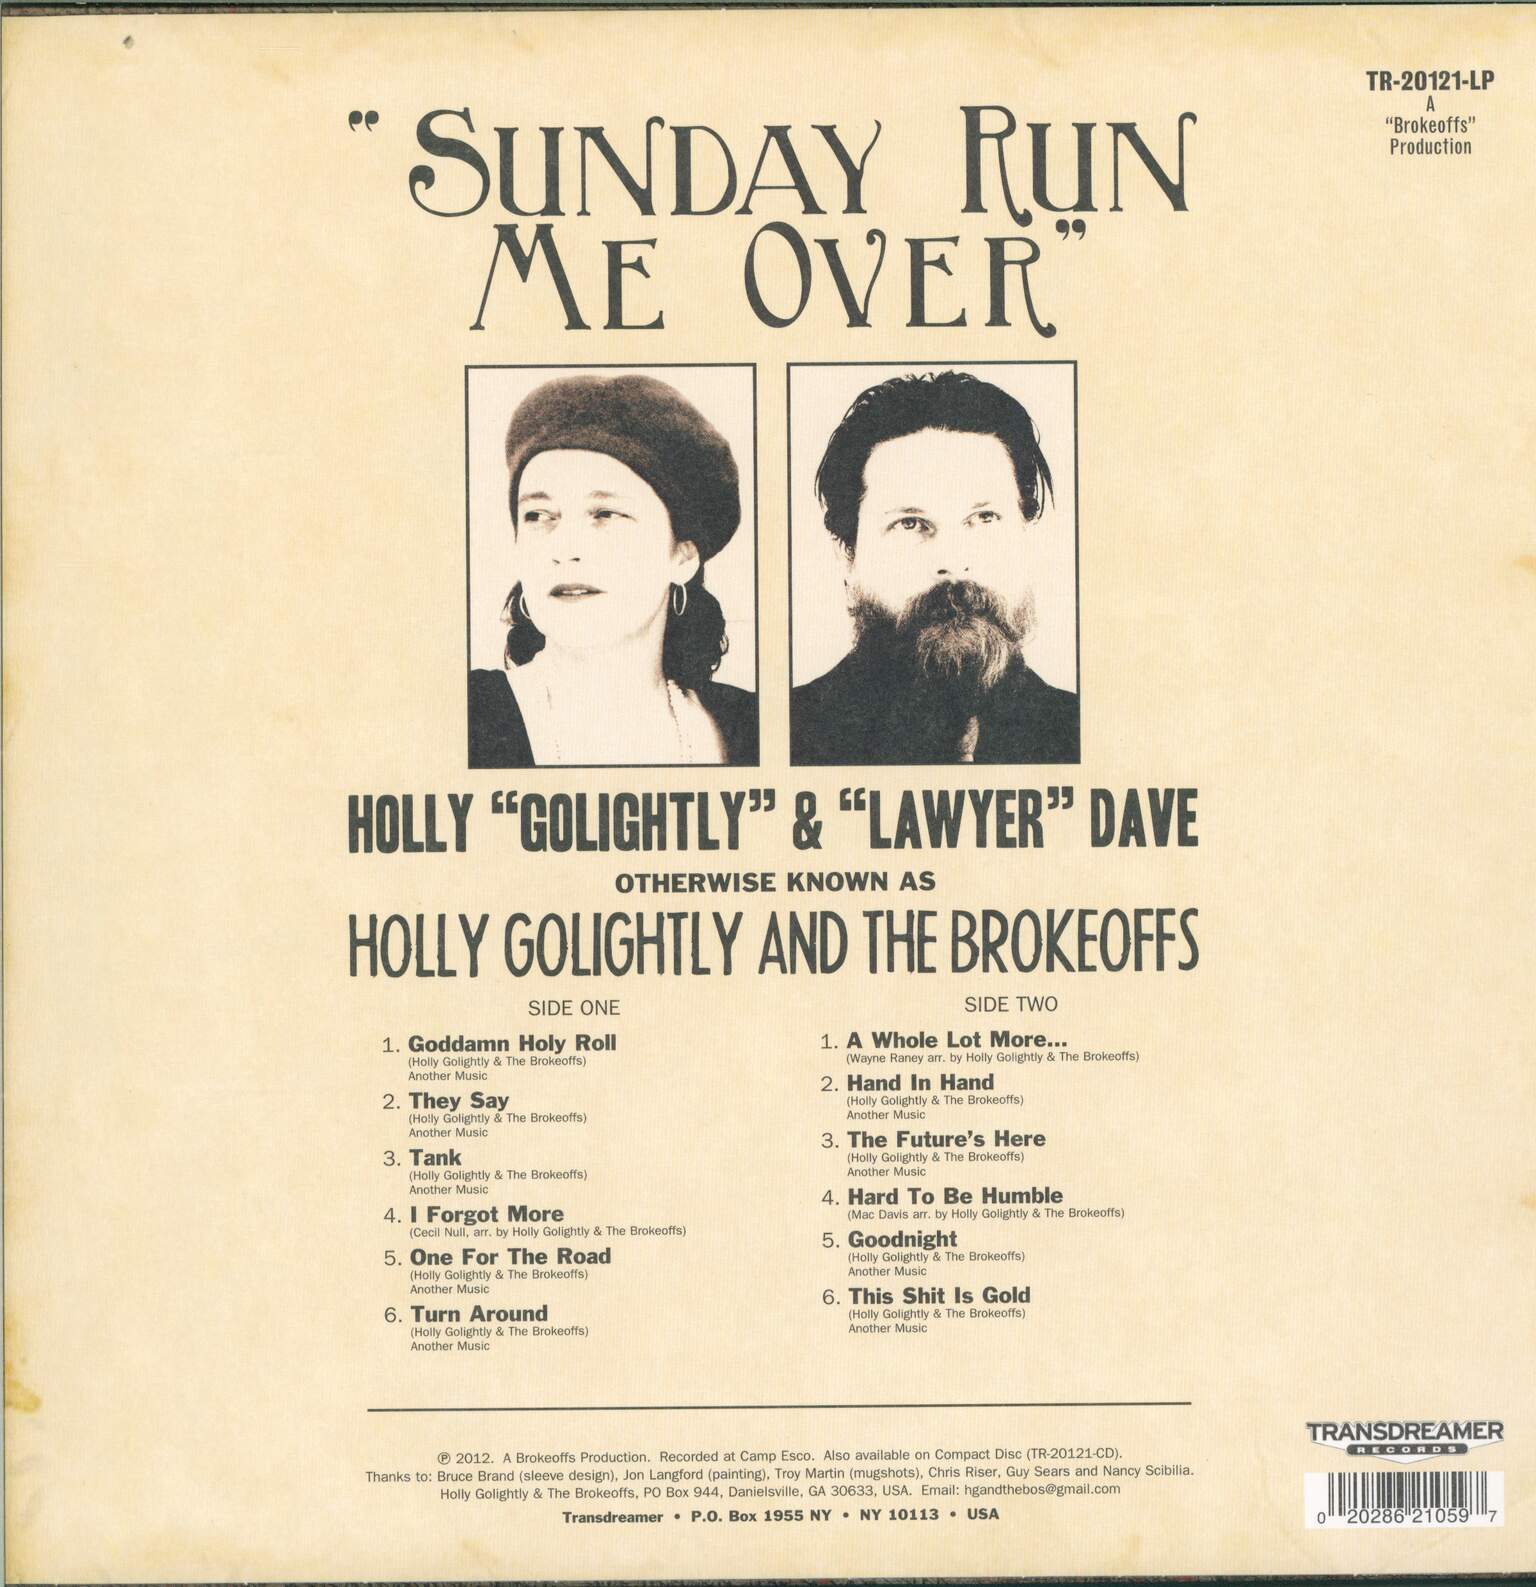 TR-20121-LP
A
"Brokeoffs"
Production
"SUNDAY RUN
ME OVER"
HOLLY "GOLIGHTLY" & "LAWYER" DAVE
OTHERWISE KNOWN AS
HOLLY GOLIGHTLY AND THE BROKEOFFS
SIDE ONE
1. Goddamn Holy Roll
(Holly Golightly & The Brokeoffs)
Another Music
2. They Say
(Holly Golightly & The Brokeoffs)
Another Music
3. Tank
(Holly Golightly & The Brokeoffs)
Another Music
4. I Forgot More
(Cecil Null, arr. by Holly Golightly & The Brokeoffs)
5. One For The Road
(Holly Golightly & The Brokeoffs)
Another Music
6. Turn Around
(Holly Golightly & The Brokeoffs)
Another Music
SIDE TWO
1. A Whole Lot More...
(Wayne Raney arr. by Holly Golightly & The Brokeoffs)
2. Hand In Hand
(Holly Golightly & The Brokeoffs)
Another Music
3. The Future's Here
(Holly Golightly & The Brokeoffs)
Another Music
4. Hard To Be Humble
(Mac Davis arr. by Holly Golightly & The Brokeoffs)
5. Goodnight
(Holly Golightly & The Brokeoffs)
Another Music
6. This Shit Is Gold
(Holly Golightly & The Brokeoffs)
Another Music
℗ 2012. A Brokeoffs Production. Recorded at Camp Esco. Also available on Compact Disc (TR-20121-CD).
Thanks to: Bruce Brand (sleeve design), Jon Langford (painting), Troy Martin (mugshots), Chris Riser, Guy Sears and Nancy Scibilia.
Holly Golightly & The Brokeoffs, PO Box 944, Danielsville, GA 30633, USA. Email: hgandthebos@gmail.com
Transdreamer • P.O. Box 1955 NY • NY 10113 • USA
TRANSDREAMER
RECORDS
0 20286 21059 7